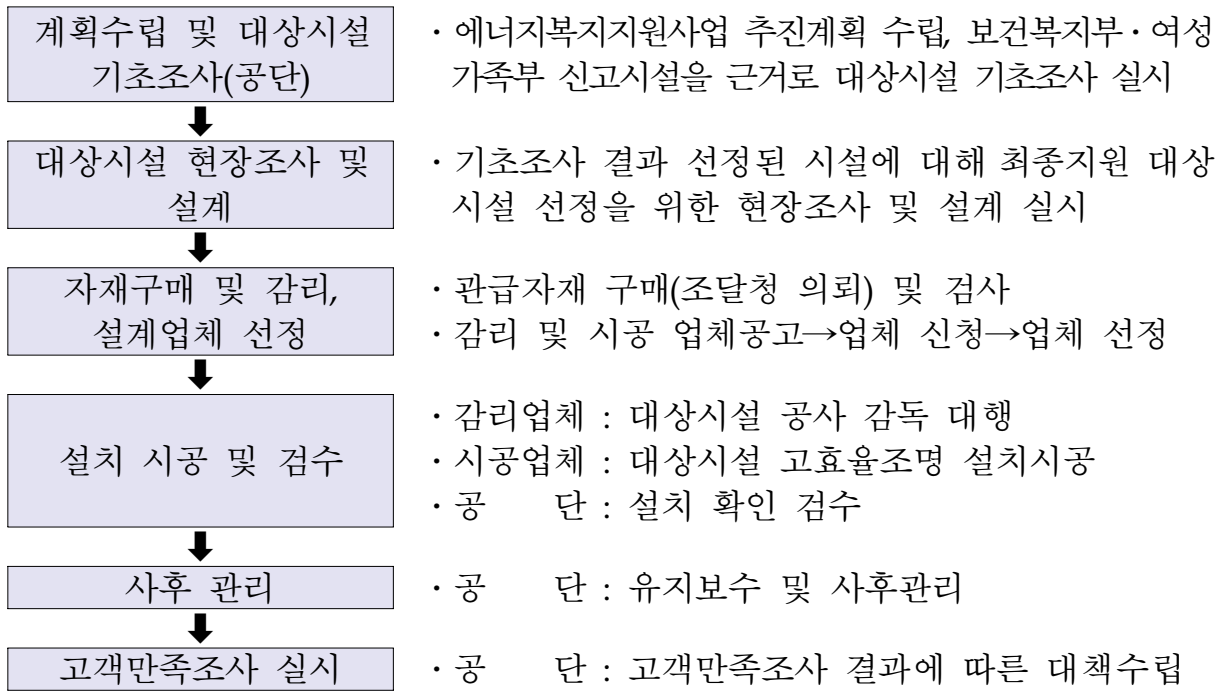 계획수립 및 대상시설
기초조사(공단)
· 에너지복지지원사업 추진계획 수립, 보건복지부·여성
가족부 신고시설을 근거로 대상시설 기초조사 실시
대상시설 현장조사 및
설계
· 기초조사 결과 선정된 시설에 대해 최종지원 대상
시설 선정을 위한 현장조사 및 설계 실시
자재구매 및 감리,
설계업체 선정
· 관급자재 구매(조달청 의뢰) 및 검사
· 감리 및 시공 업체공고→업체 신청→업체 선정
설치 시공 및 검수
· 감리업체 : 대상시설 공사 감독 대행
· 시공업체 : 대상시설 고효율조명 설치시공
· 공 단 : 설치 확인 검수
사후 관리
· 공 단 : 유지보수 및 사후관리
고객만족조사 실시
· 공 단 : 고객만족조사 결과에 따른 대책수립